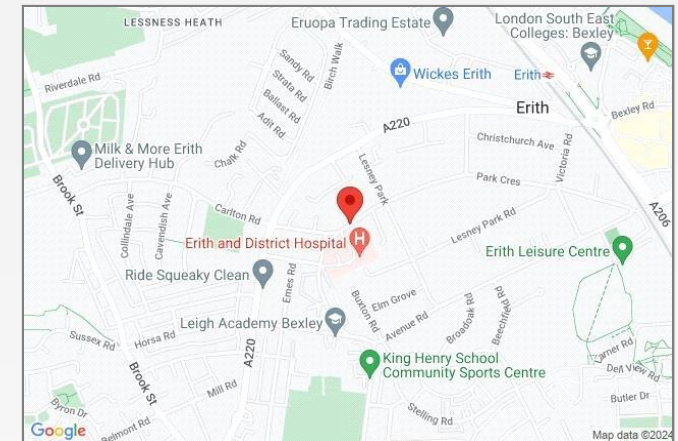 LESSNESS HEATH
Eruopa Trading Estate
London South East
Colleges: Bexley
Riverdale Rd
Sandy Rd
Strata Rd
Ballast Rd
Adit Rd
Birch Walk
Wickes Erith
Erith
Erith
Bexley Rd
A220
Christchurch Ave
Victoria Rd
Milk & More Erith
Delivery Hub
Chalk Rd
Lesney Park
Park Cres
Brook St
Collindale Ave
Cavendish Ave
Carlton Rd
A206
Lesney Park Rd
Erith and District Hospital
H
Erith Leisure Centre
Ride Squeaky Clean
Emes Rd
Buxton Rd
Elm Grove
Avenue Rd
Broadoak Rd
Beechfield Rd
Leigh Academy Bexley
Sussex Rd
Horsa Rd
A220
Brook St
King Henry School
Community Sports Centre
Larner Rd
Dell View Rd
Mill Rd
Butler Dr
Byron Dr
Stelling Rd
Belmont Rd
Google
Map data ©2024